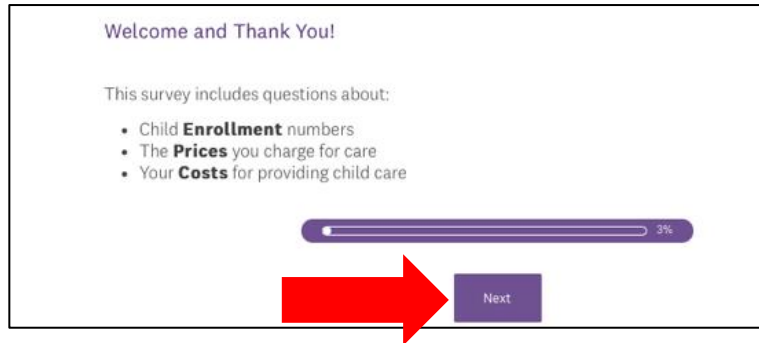 Welcome and Thank You!
This survey includes questions about:
• Child Enrollment numbers
• The Prices you charge for care
• Your Costs for providing child care
3%
Next